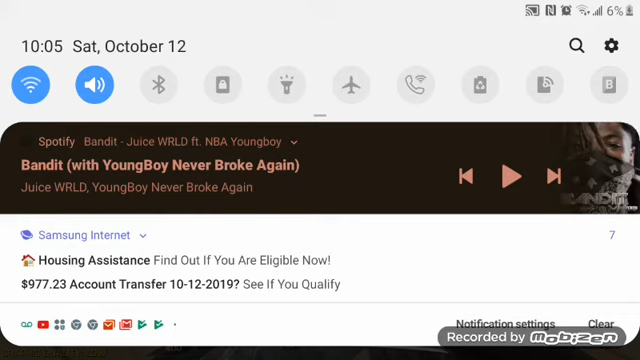 6%
10:05 Sat, October 12
Spotify Bandit - Juice WRLD ft. NBA Youngboy
Bandit (with YoungBoy Never Broke Again)
Juice WRLD, YoungBoy Never Broke Again
BANDIT
Samsung Internet 7
Housing Assistance Find Out If You Are Eligible Now!
$977.23 Account Transfer 10-12-2019? See If You Qualify
Notification settings Clear
Recorded by Mobizen